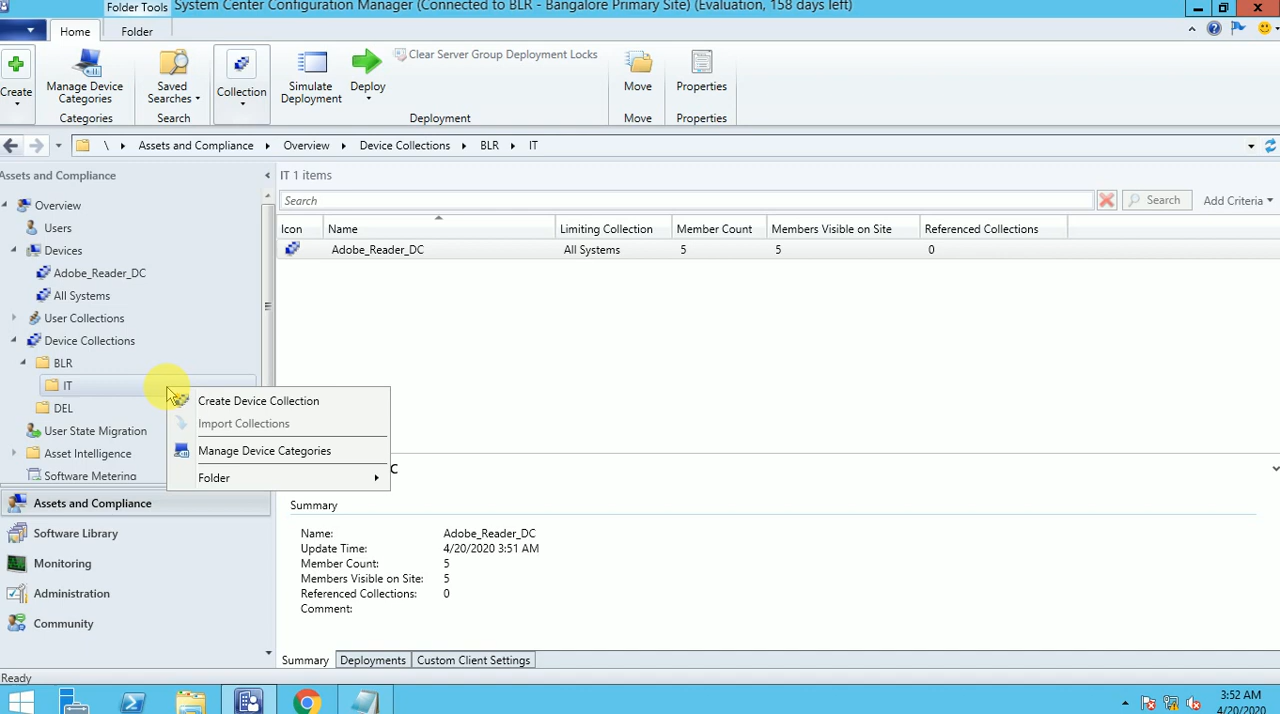 Folder Tools
System Center Configuration Manager (Connected to BLR - Bangalore Primary Site) (Evaluation, 158 days left)
Home
Folder
Create
Manage Device
Categories
Saved
Searches
Collection
Simulate
Deployment
Deploy
Clear Server Group Deployment Locks
Move
Properties
Categories
Search
Deployment
Move
Properties
\ Assets and Compliance Overview Device Collections BLR IT
Assets and Compliance
Overview
Users
Devices
Adobe_Reader_DC
All Systems
User Collections
Device Collections
BLR
IT
DEL
User State Migration
Asset Intelligence
Software Metering
Assets and Compliance
Software Library
Monitoring
Administration
Community
IT 1 items
Search
Search
Add Criteria
Icon Name Limiting Collection Member Count Members Visible on Site Referenced Collections
Adobe_Reader_DC All Systems 5 5 0
Create Device Collection
Import Collections
Manage Device Categories
Folder
C
Summary
Name: Adobe_Reader_DC
Update Time: 4/20/2020 3:51 AM
Member Count: 5
Members Visible on Site: 5
Referenced Collections: 0
Comment:
Summary Deployments Custom Client Settings
Ready
3:52 AM
4/20/2020